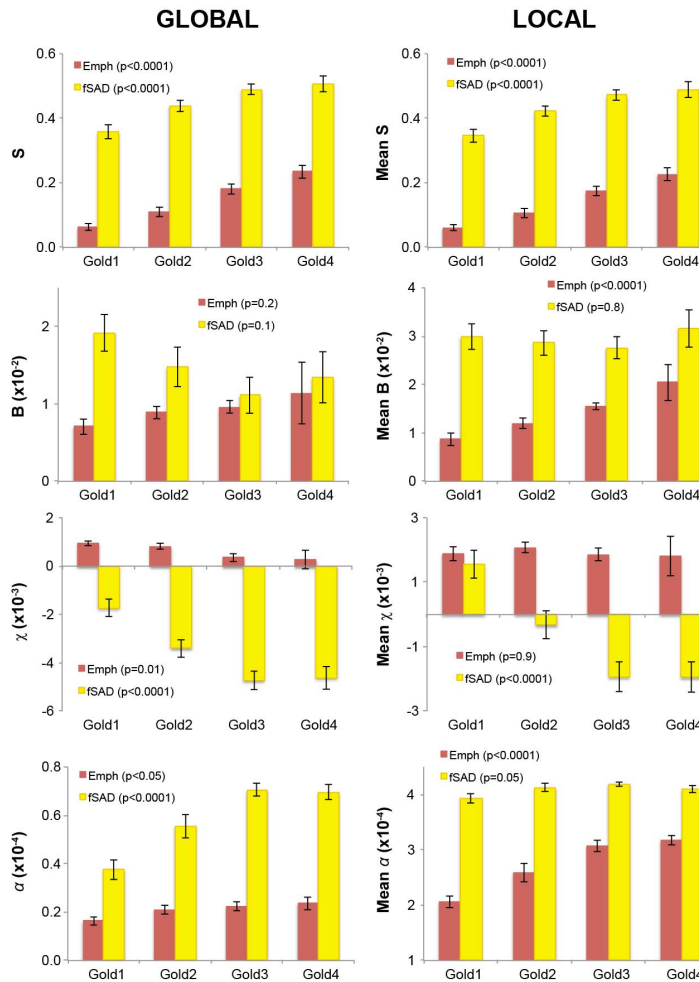 GLOBAL
LOCAL
0.6
0.4
0.2
0.0
S
Emph (p<0.0001)
fSAD (p<0.0001)
Gold1 Gold2 Gold3 Gold4
0.6
0.4
0.2
0.0
Mean S
Emph (p<0.0001)
fSAD (p<0.0001)
Gold1 Gold2 Gold3 Gold4
2
1
0
B (x10⁻²)
Emph (p=0.2)
fSAD (p=0.1)
Gold1 Gold2 Gold3 Gold4
4
3
2
1
0
Mean B (x10⁻²)
Emph (p<0.0001)
fSAD (p=0.8)
Gold1 Gold2 Gold3 Gold4
2
0
-2
-4
-6
χ (x10⁻³)
Emph (p=0.01)
fSAD (p<0.0001)
Gold1 Gold2 Gold3 Gold4
3
1
-1
-3
Mean χ (x10⁻³)
Emph (p=0.9)
fSAD (p<0.0001)
Gold1 Gold2 Gold3 Gold4
0.8
0.6
0.4
0.2
0.0
α (x10⁻⁴)
Emph (p<0.05)
fSAD (p<0.0001)
Gold1 Gold2 Gold3 Gold4
4
3
2
1
Mean α (x10⁻⁴)
Emph (p<0.0001)
fSAD (p=0.05)
Gold1 Gold2 Gold3 Gold4